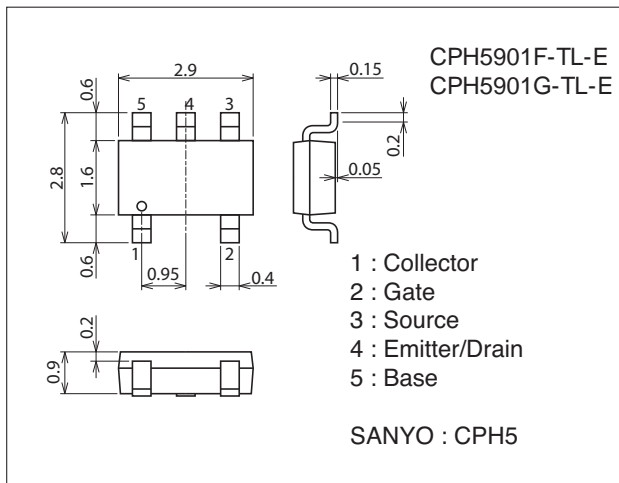 CPH5901F-TL-E
CPH5901G-TL-E
2.9
0.15
0.6
5
4
3
0.2
2.8
1.6
0.05
0.6
1
2
0.95
0.4
0.2
0.9
1 : Collector
2 : Gate
3 : Source
4 : Emitter/Drain
5 : Base
SANYO : CPH5